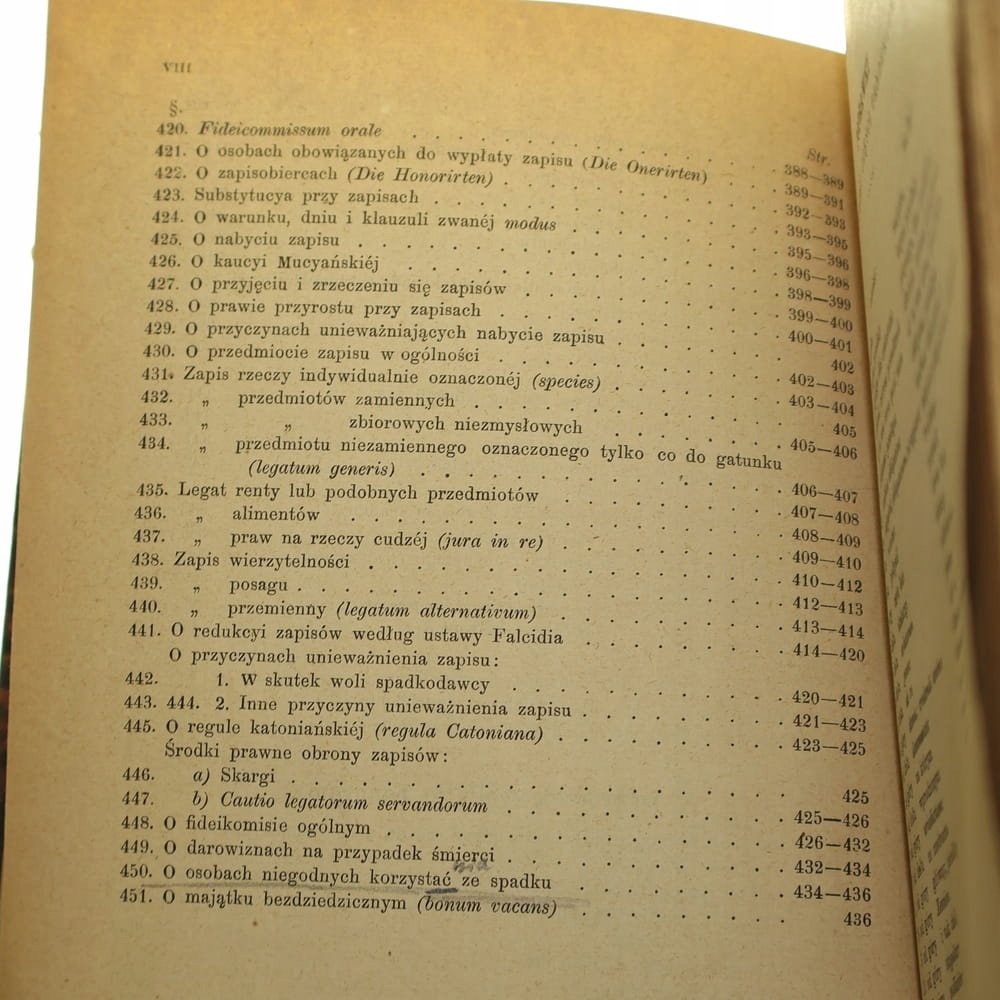 VIII
§.
Str.
420. Fideicommissum orale . . . . . . . . . . 388—389
421. O osobach obowiązanych do wypłaty zapisu (Die Onerirten) . . . 389—391
422. O zapisobiercach (Die Honorirten) . . . . . . . . 392—393
423. Substytucya przy zapisach . . . . . . . . . . 393—395
424. O warunku, dniu i klauzuli zwanéj modus . . . . . . . 395—396
425. O nabyciu zapisu . . . . . . . . . . . . 396—398
426. O kaucyi Mucyańskiéj . . . . . . . . . . . 398—399
427. O przyjęciu i zrzeczeniu się zapisów . . . . . . . . 399—400
428. O prawie przyrostu przy zapisach . . . . . . . . 400—401
429. O przyczynach unieważniających nabycie zapisu . . . . . . 402
430. O przedmiocie zapisu w ogólności . . . . . . . . 402—403
431. Zapis rzeczy indywidualnie oznaczonéj (species) . . . . . . 403—404
432. „ przedmiotów zamiennych . . . . . . . . . 405
433. „ „ zbiorowych niezmysłowych . . . . . . 405—406
434. „ przedmiotu niezamiennego oznaczonego tylko co do gatunku
(legatum generis) . . . . . . . . . . 406—407
435. Legat renty lub podobnych przedmiotów . . . . . . . 407—408
436. „ alimentów . . . . . . . . . . . . 408—409
437. „ praw na rzeczy cudzéj (jura in re) . . . . . . . 409—410
438. Zapis wierzytelności . . . . . . . . . . . 410—412
439. „ posagu . . . . . . . . . . . . . 412—413
440. „ przemienny (legatum alternativum) . . . . . . . 413—414
441. O redukcyi zapisów według ustawy Falcidia . . . . . . 414—420
O przyczynach unieważnienia zapisu:
442. 1. W skutek woli spadkodawcy . . . . . . . . 420—421
443. 444. 2. Inne przyczyny unieważnienia zapisu . . . . . . 421—423
445. O regule katoniańskiéj (regula Catoniana) . . . . . . . 423—425
Środki prawne obrony zapisów:
446. a) Skargi . . . . . . . . . . . . . 425
447. b) Cautio legatorum servandorum . . . . . . . . 425—426
448. O fideikomisie ogólnym . . . . . . . . . . . 426—432
449. O darowiznach na przypadek śmierci . . . . . . . . 432—434
450. O osobach niegodnych korzystać ze spadku . . . . . . 434—436
451. O majątku bezdziedzicznym (bonum vacans) . . . . . . 436